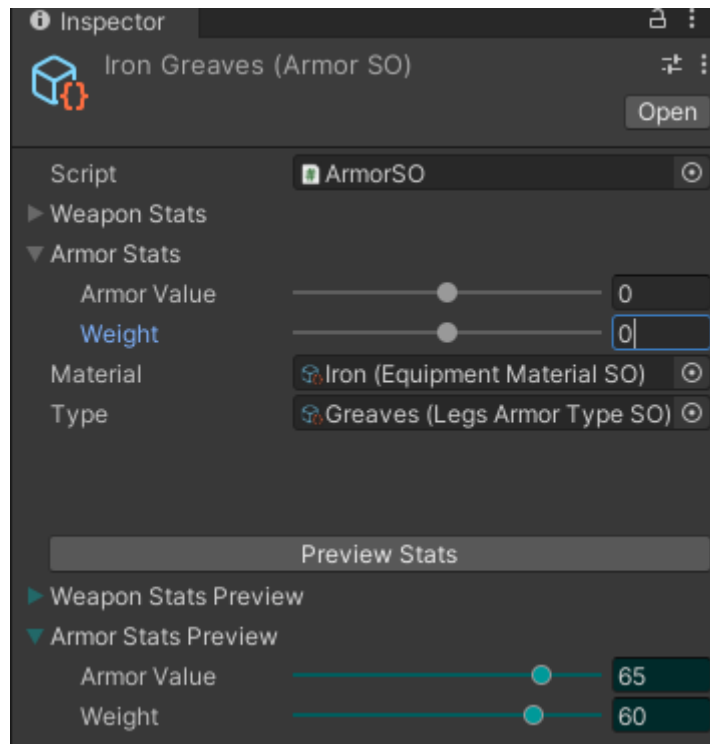 Inspector
Iron Greaves (Armor SO)
Open
Script ArmorSO
Weapon Stats
Armor Stats
Armor Value 0
Weight 0
Material Iron (Equipment Material SO)
Type Greaves (Legs Armor Type SO)
Preview Stats
Weapon Stats Preview
Armor Stats Preview
Armor Value 65
Weight 60